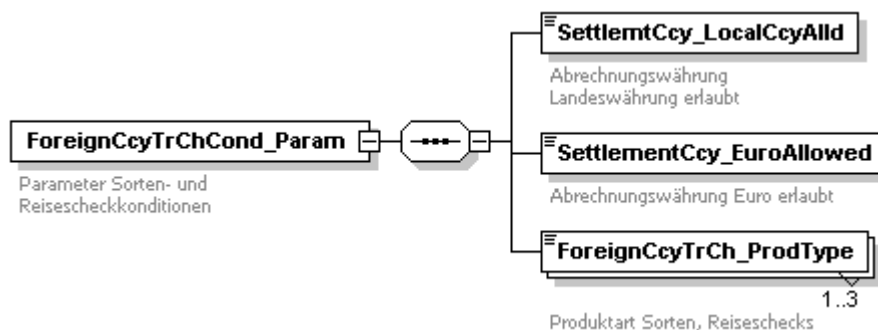 SettlemtCcy_LocalCcyAlld
Abrechnungswährung
Landeswährung erlaubt
ForeignCcyTrChCond_Param
Parameter Sorten- und
Reisescheckkonditionen
SettlementCcy_EuroAllowed
Abrechnungswährung Euro erlaubt
ForeignCcyTrCh_ProdType
1..3
Produktart Sorten, Reiseschecks